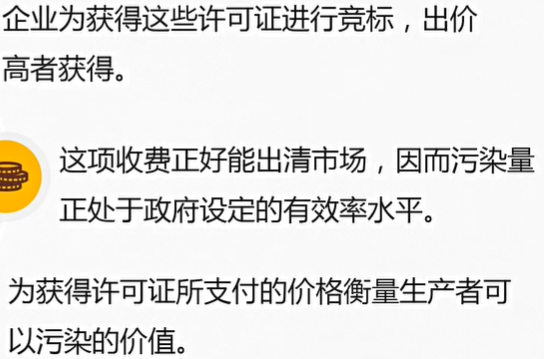 企业为获得这些许可证进行竞标，出价
高者获得。
这项收费正好能出清市场，因而污染量
正处于政府设定的有效率水平。
为获得许可证所支付的价格衡量生产者可
以污染的价值。